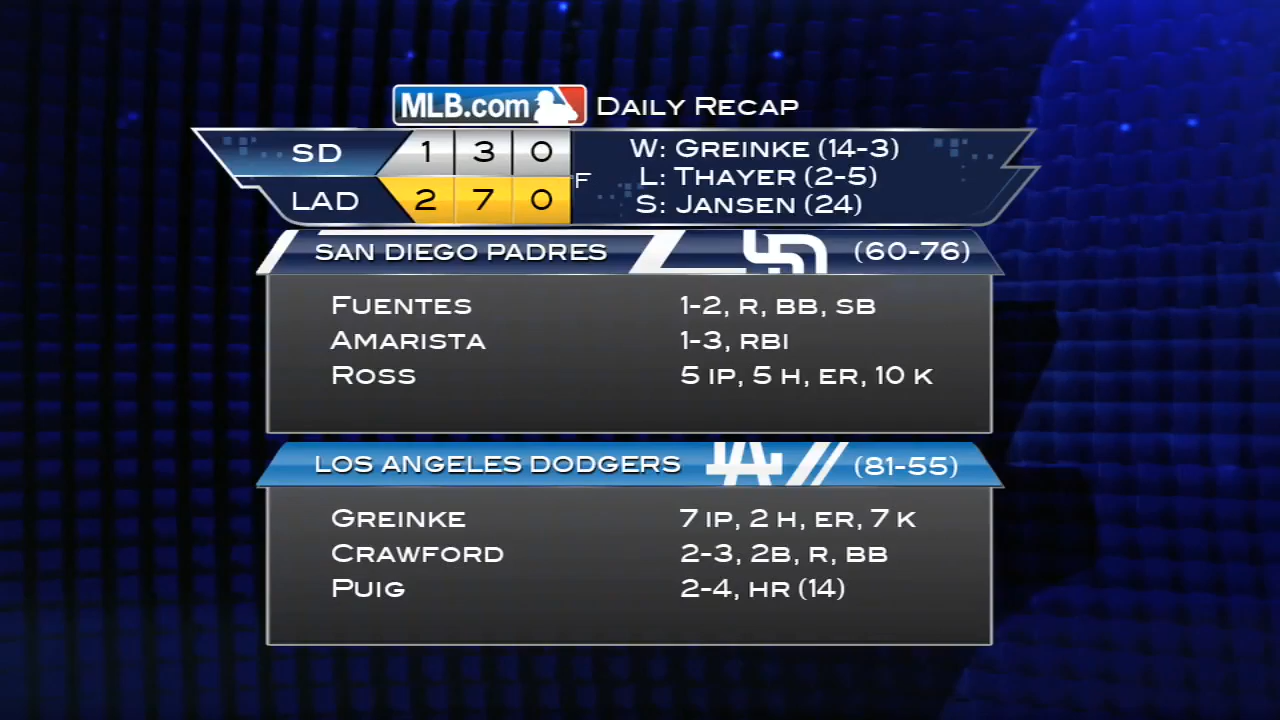 MLB.com DAILY RECAP
SD 1 3 0
LAD 2 7 0
F
W: GREINKE (14-3)
L: THAYER (2-5)
S: JANSEN (24)
SAN DIEGO PADRES SD (60-76)
FUENTES 1-2, R, BB, SB
AMARISTA 1-3, RBI
ROSS 5 IP, 5 H, ER, 10 K
LOS ANGELES DODGERS LA (81-55)
GREINKE 7 IP, 2 H, ER, 7 K
CRAWFORD 2-3, 2B, R, BB
PUIG 2-4, HR (14)